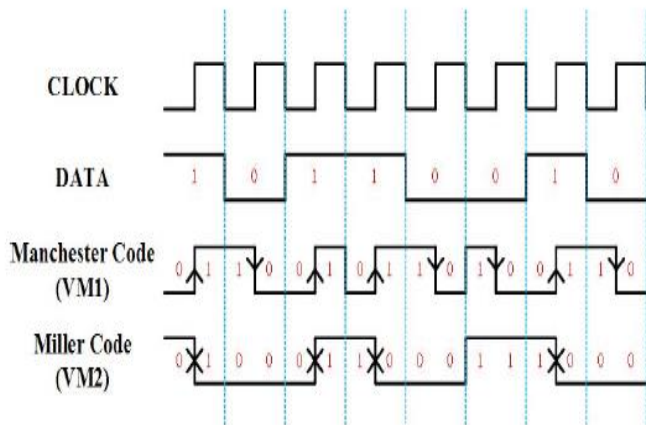 CLOCK
DATA
1 0 1 1 0 0 1 0
Manchester Code
(VM1)
0 1 1 0 0 1 0 1 1 0 1 0 0 1 1 0
Miller Code
(VM2)
0 1 0 0 0 1 1 0 0 0 1 1 1 0 0 0